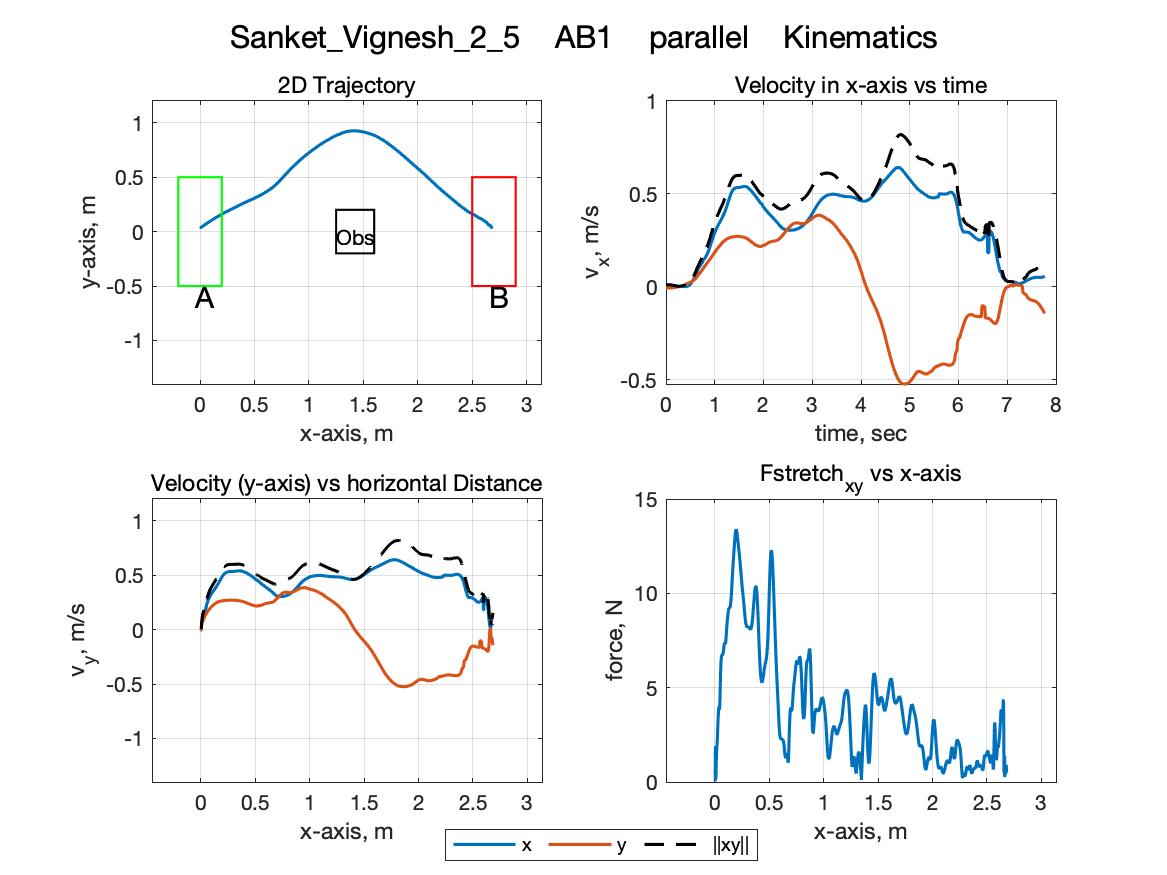 Sanket_Vignesh_2_5 AB1 parallel Kinematics
2D Trajectory
1
0.5
0
-0.5
-1
y-axis, m
Obs
A
B
0 0.5 1 1.5 2 2.5 3
x-axis, m
Velocity in x-axis vs time
1
0.5
0
-0.5
v_x, m/s
0 1 2 3 4 5 6 7 8
time, sec
Velocity (y-axis) vs horizontal Distance
1
0.5
0
-0.5
-1
v_y, m/s
0 0.5 1 1.5 2 2.5 3
x-axis, m
Fstretch_xy vs x-axis
15
10
5
0
force, N
0 0.5 1 1.5 2 2.5 3
x-axis, m
x y ||xy||